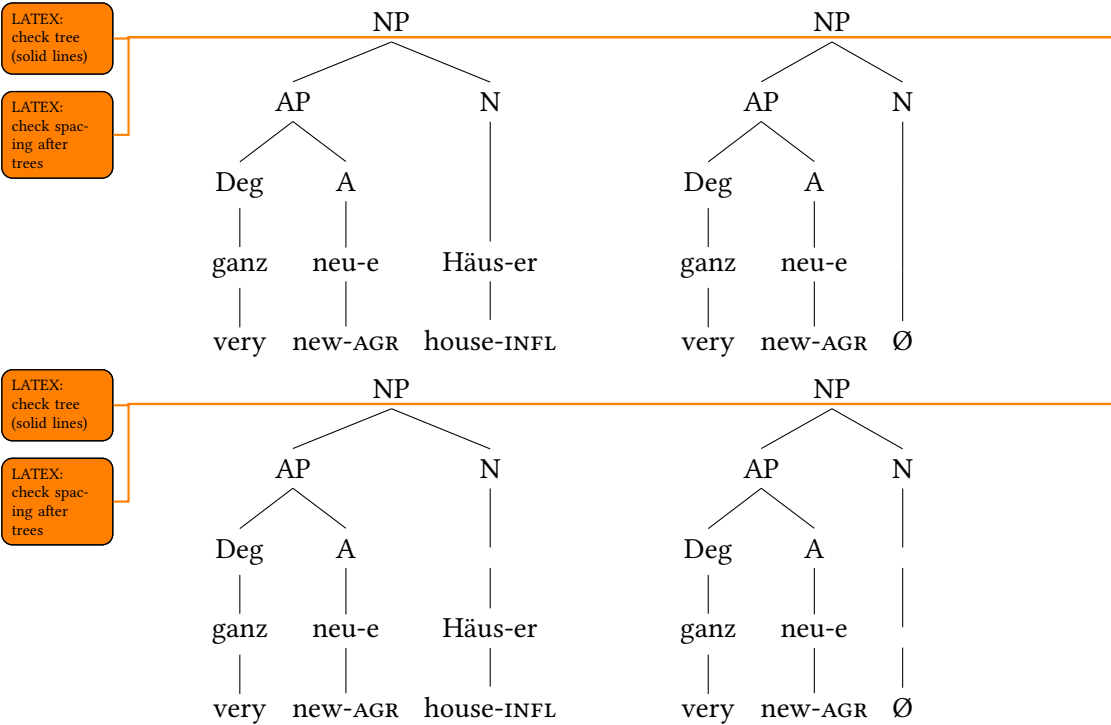 LATEX:
check tree
(solid lines)
LATEX:
check spac-
ing after
trees
NP NP
AP N AP N
Deg A Deg A
ganz neu-e Häus-er ganz neu-e
very new-AGR house-INFL very new-AGR Ø
LATEX:
check tree
(solid lines)
LATEX:
check spac-
ing after
trees
NP NP
AP N AP N
Deg A Deg A
ganz neu-e Häus-er ganz neu-e
very new-AGR house-INFL very new-AGR Ø